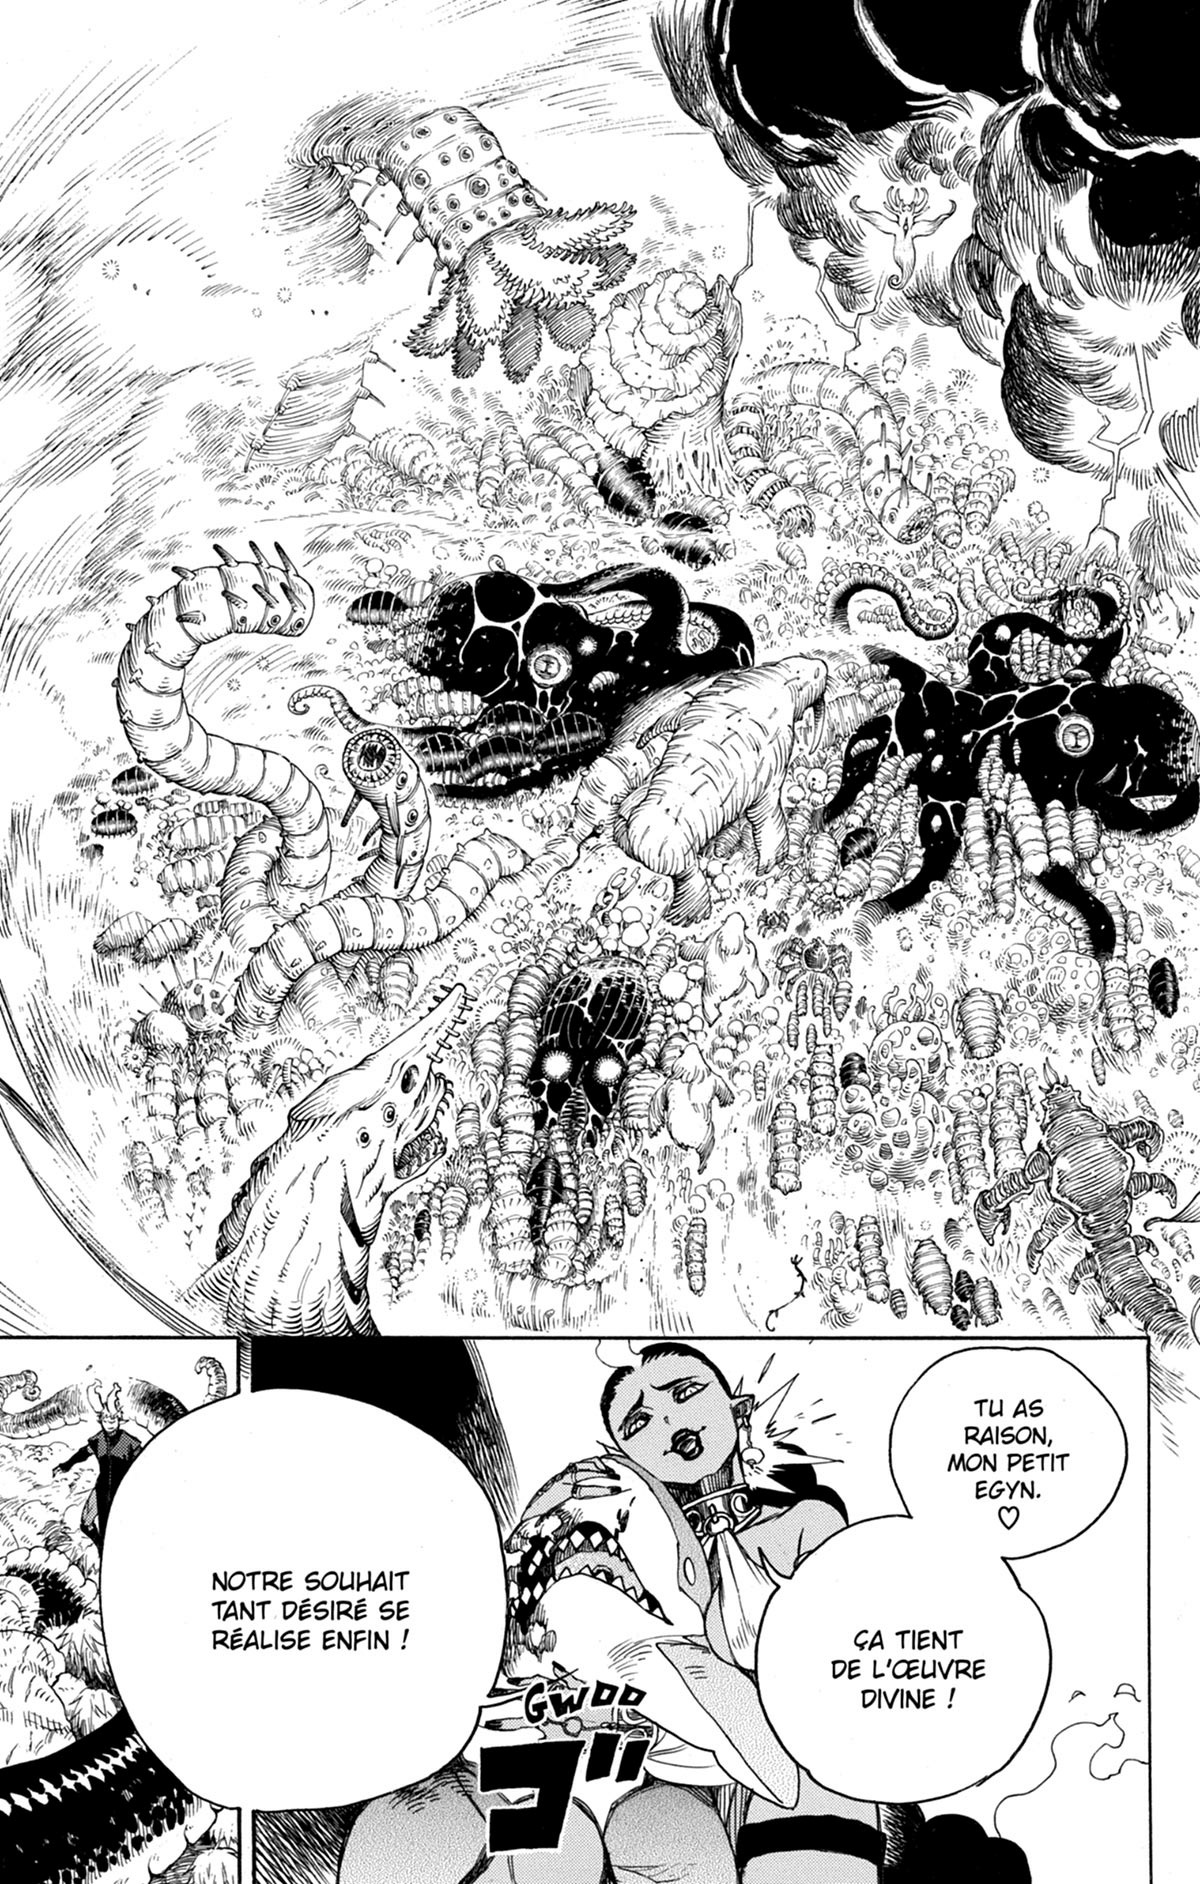 TU AS
RAISON,
MON PETIT
EGYN.
♡
ÇA TIENT
DE L'ŒUVRE
DIVINE !
NOTRE SOUHAIT
TANT DÉSIRÉ SE
RÉALISE ENFIN !
GWOO
ゴ